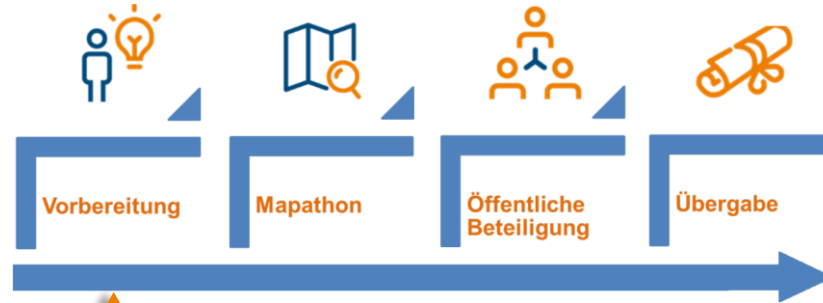 Vorbereitung
Mapathon
Öffentliche
Beteiligung
Übergabe